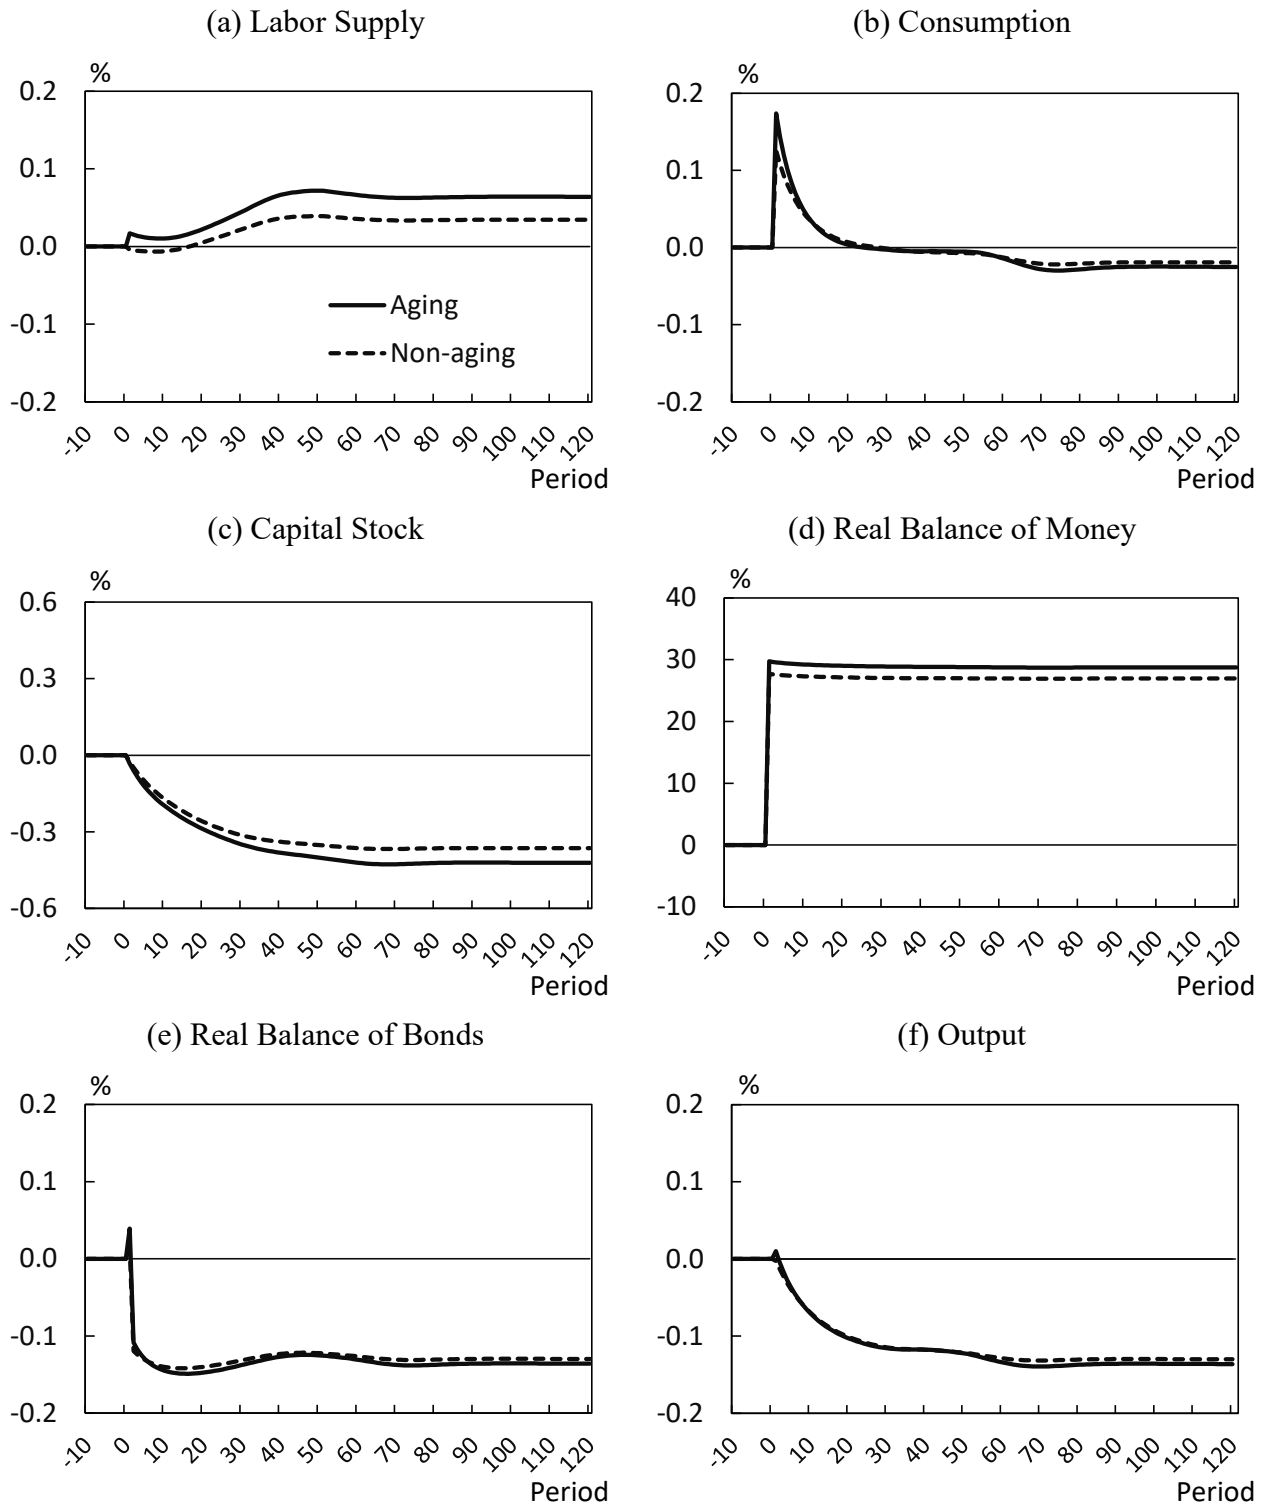 (a) Labor Supply
%
0.2
0.1
0.0
-0.1
-0.2
Aging
Non-aging
-10 0 10 20 30 40 50 60 70 80 90 100 110 120
Period
(b) Consumption
%
0.2
0.1
0.0
-0.1
-0.2
-10 0 10 20 30 40 50 60 70 80 90 100 110 120
Period
(c) Capital Stock
%
0.6
0.3
0.0
-0.3
-0.6
-10 0 10 20 30 40 50 60 70 80 90 100 110 120
Period
(d) Real Balance of Money
%
40
30
20
10
0
-10
-10 0 10 20 30 40 50 60 70 80 90 100 110 120
Period
(e) Real Balance of Bonds
%
0.2
0.1
0.0
-0.1
-0.2
-10 0 10 20 30 40 50 60 70 80 90 100 110 120
Period
(f) Output
%
0.2
0.1
0.0
-0.1
-0.2
-10 0 10 20 30 40 50 60 70 80 90 100 110 120
Period